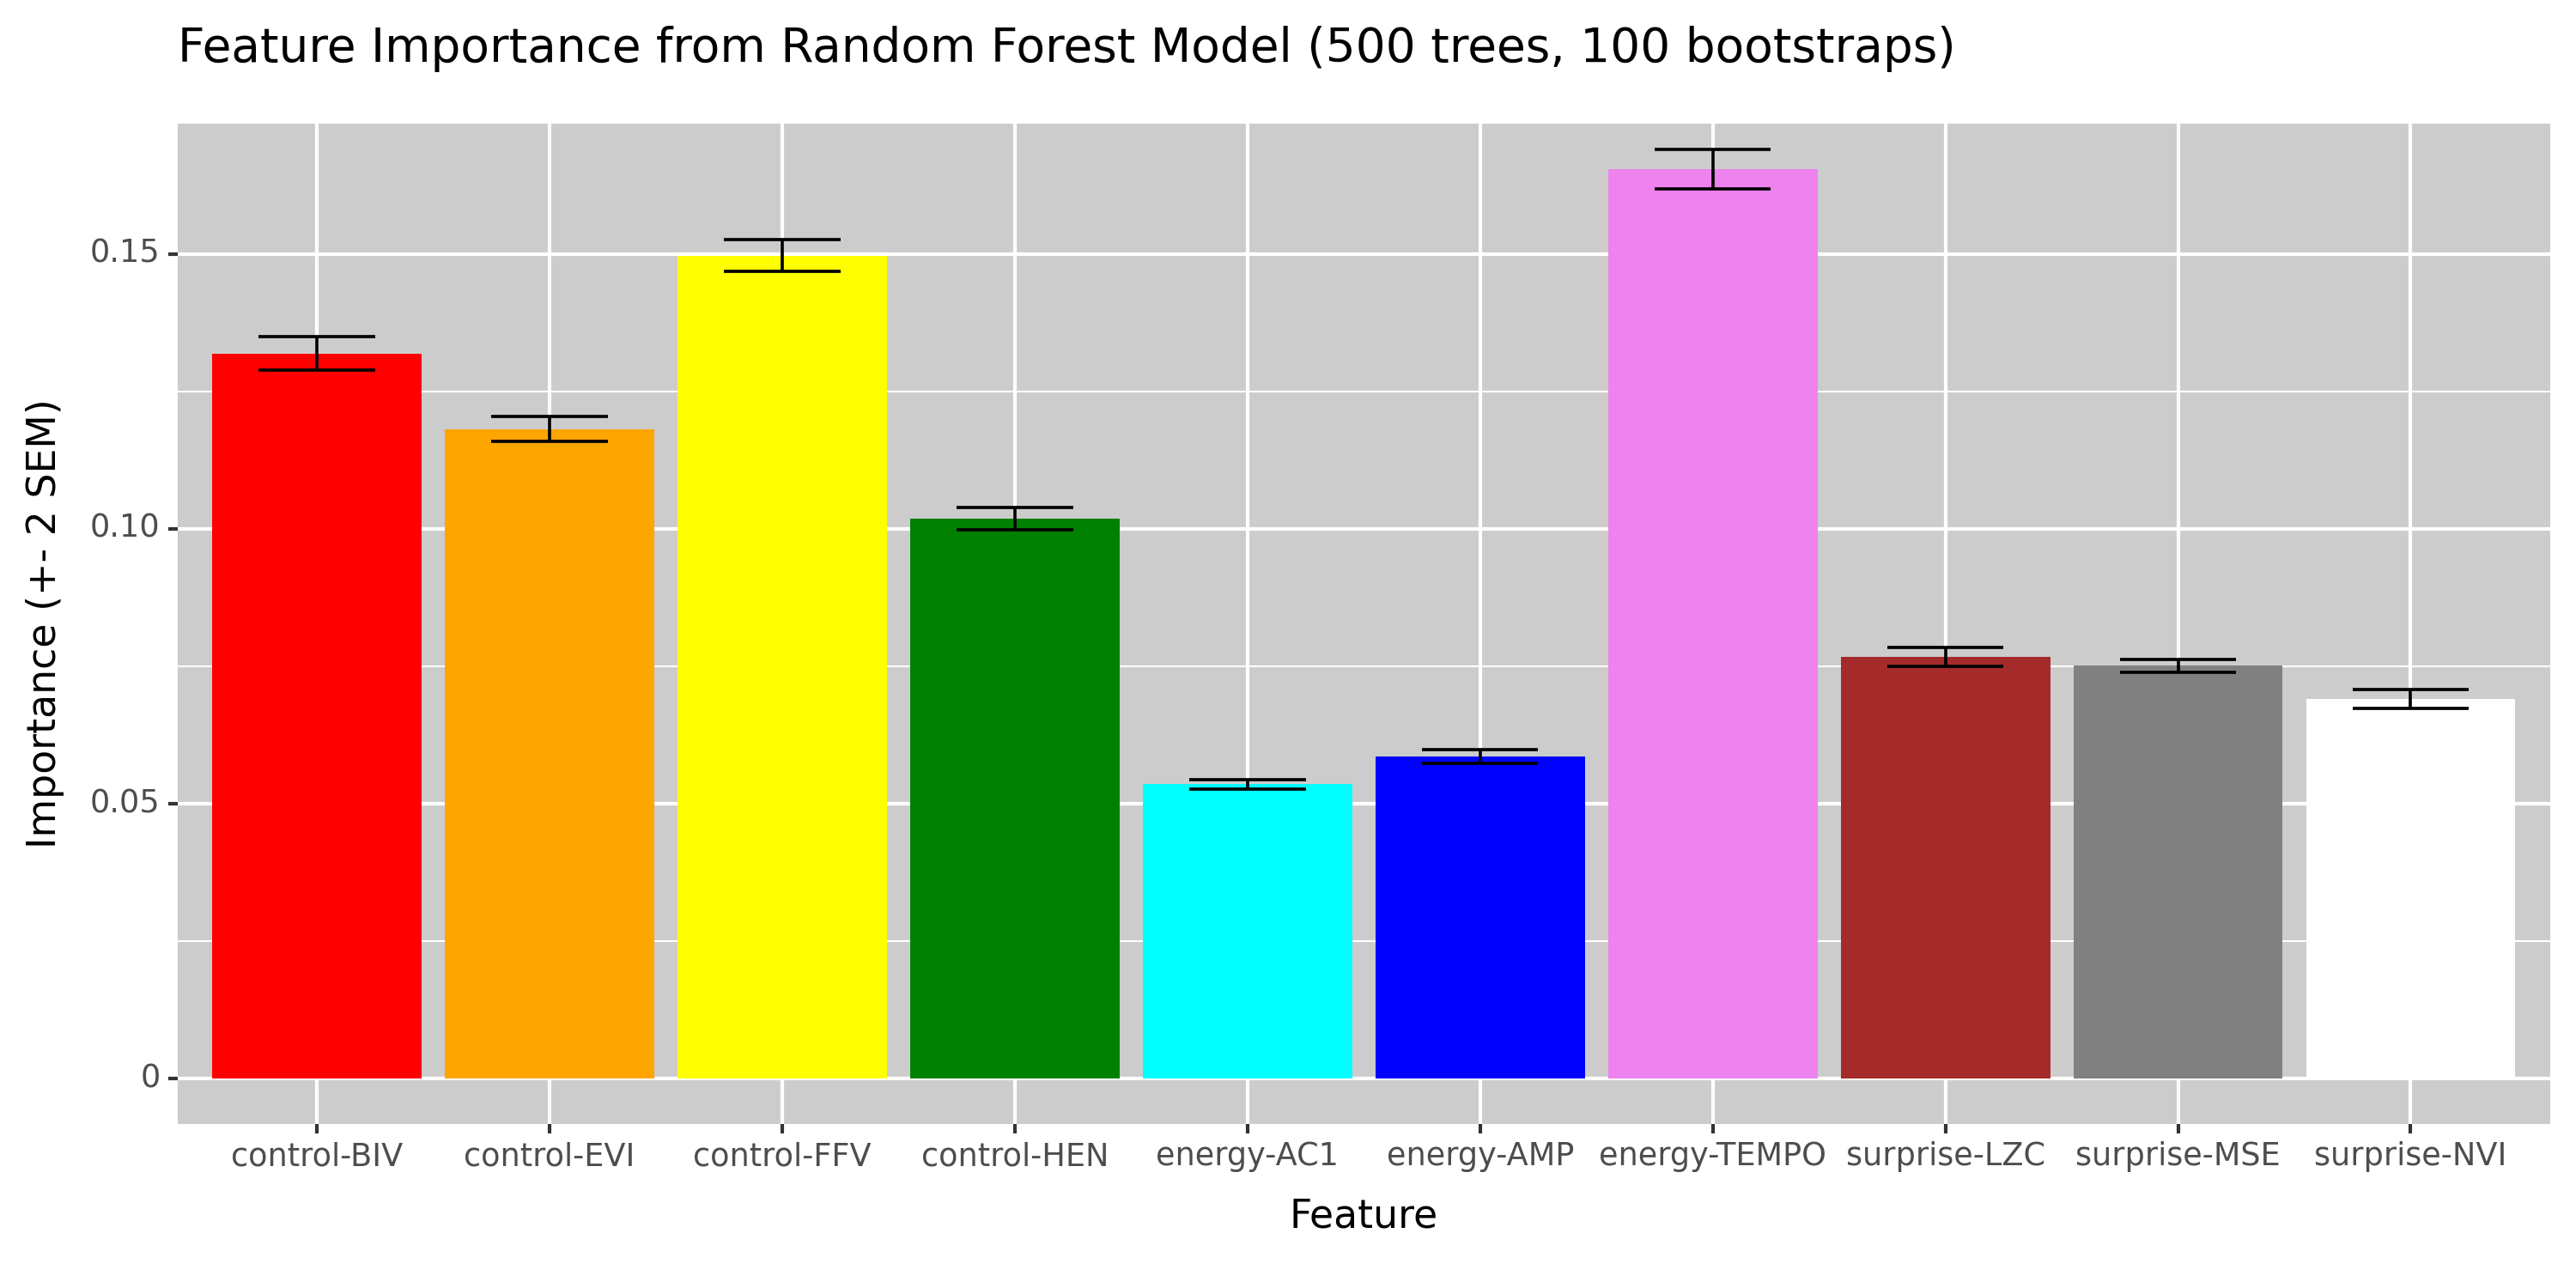 Feature Importance from Random Forest Model (500 trees, 100 bootstraps)
Importance (+- 2 SEM)
0.15
0.10
0.05
0
control-BIV control-EVI control-FFV control-HEN energy-AC1 energy-AMP energy-TEMPO surprise-LZC surprise-MSE surprise-NVI
Feature